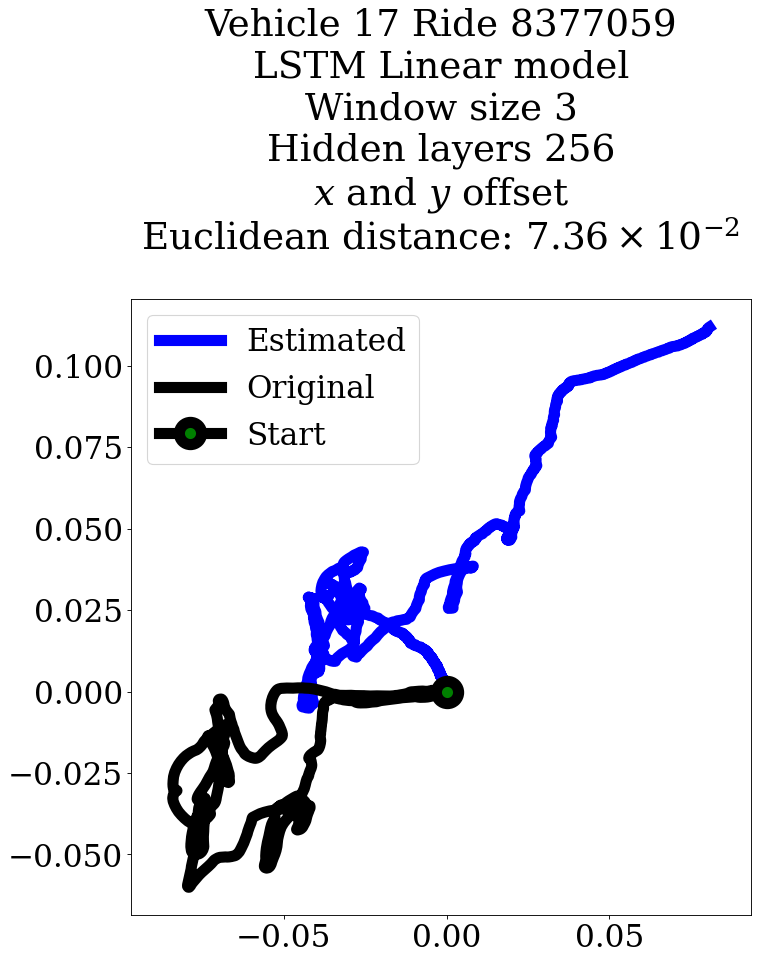 Vehicle 17 Ride 8377059
LSTM Linear model
Window size 3
Hidden layers 256
x and y offset
Euclidean distance: 7.36 × 10⁻²
Estimated
Original
Start
0.100
0.075
0.050
0.025
0.000
−0.025
−0.050
−0.05 0.00 0.05